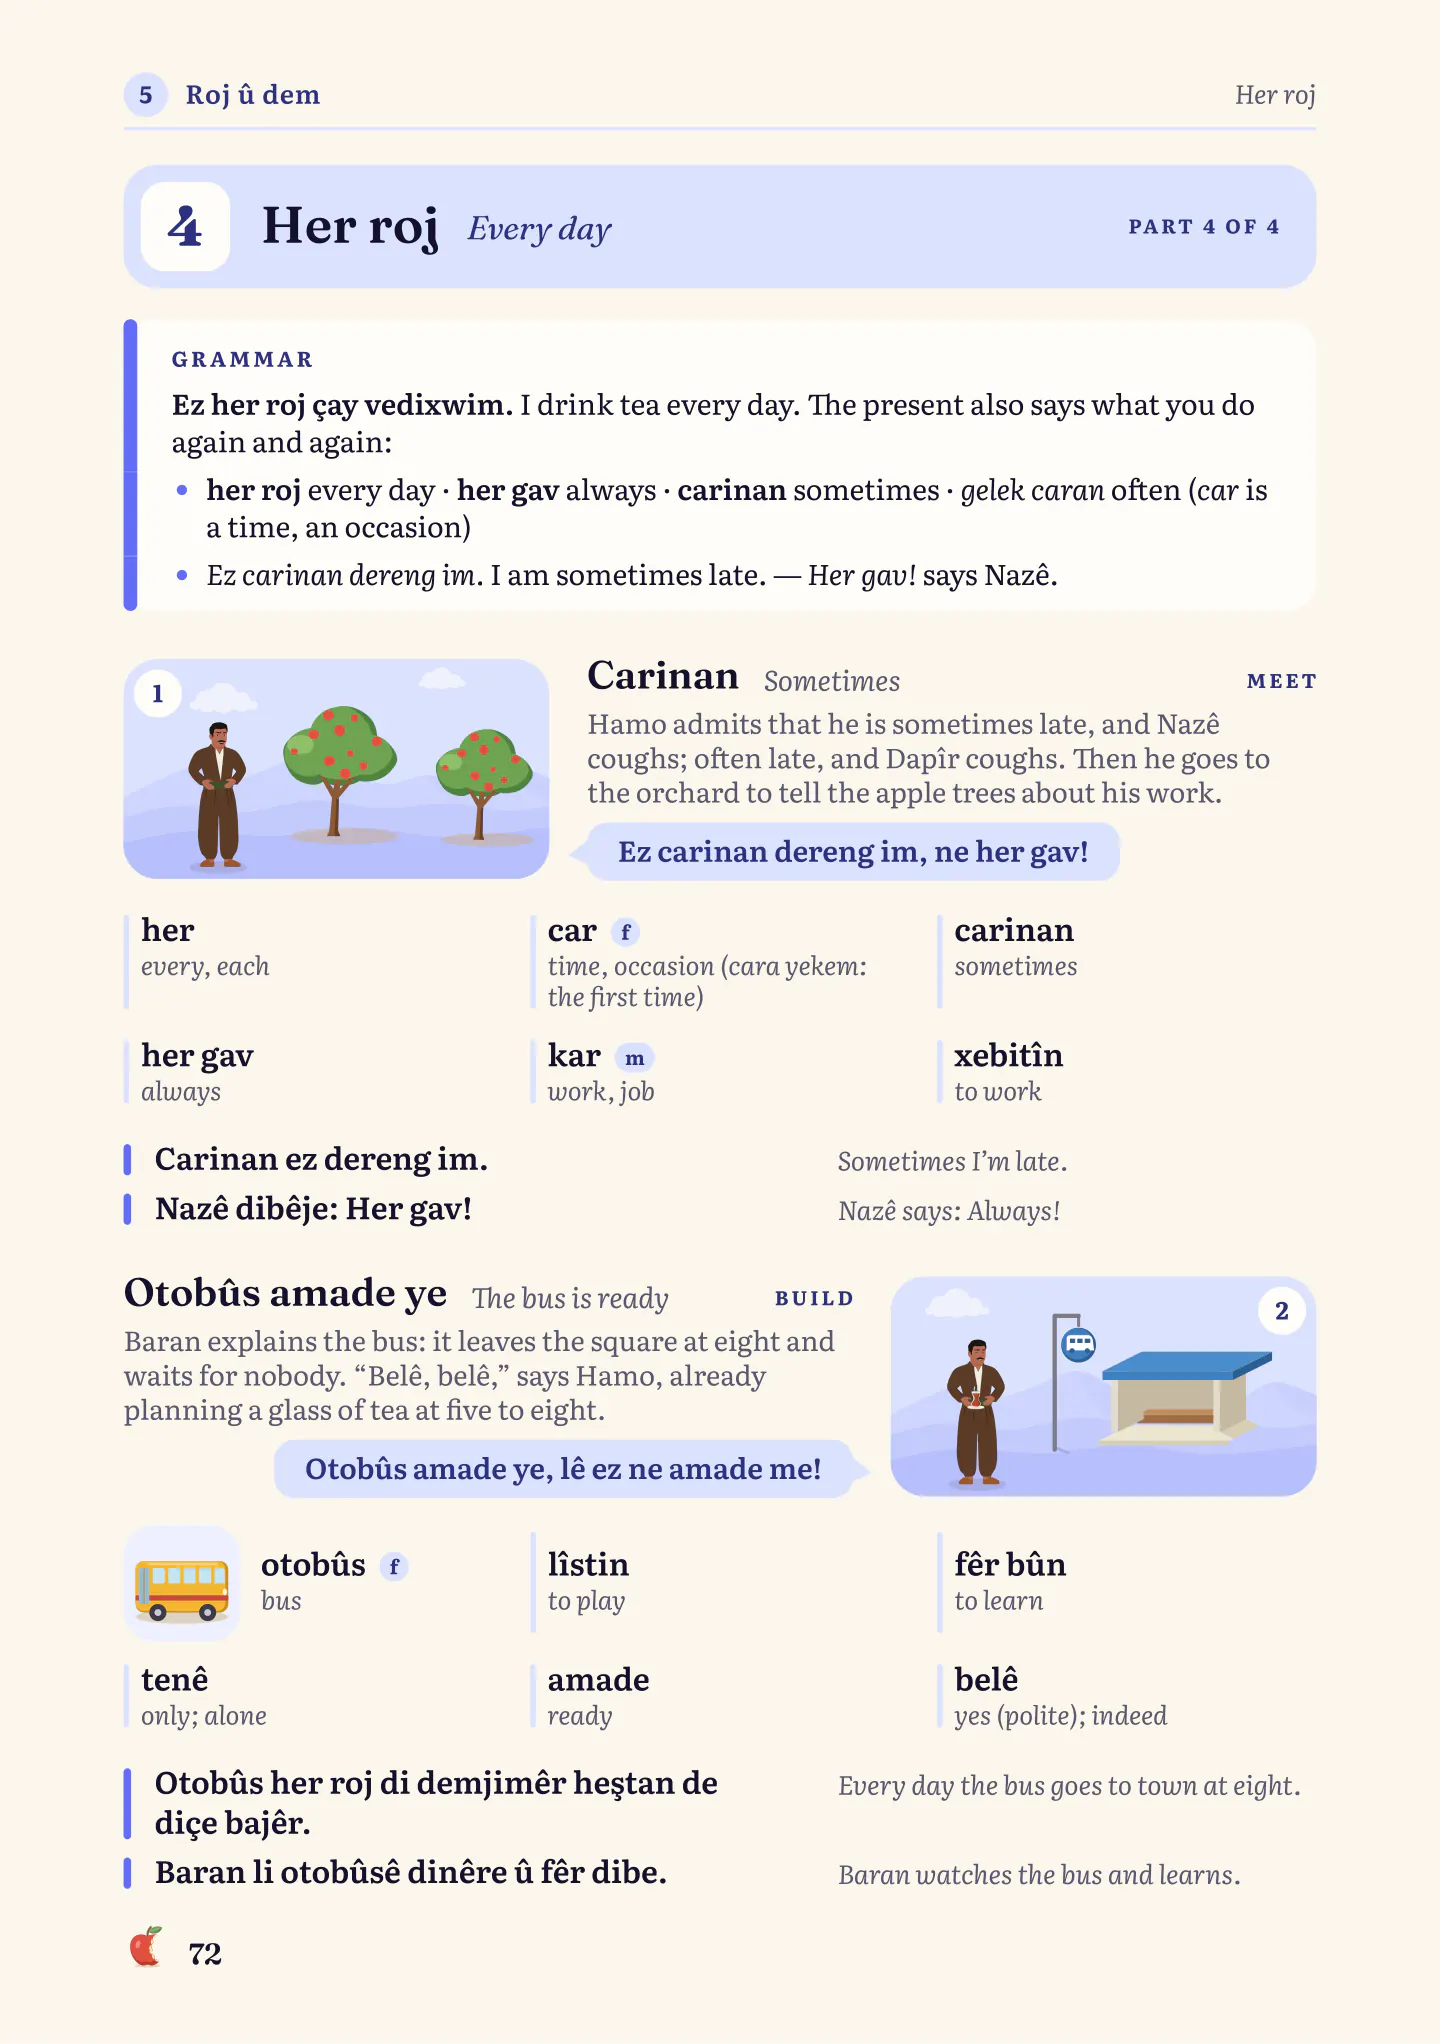 5 Roj û dem
Her roj
4 Her roj Every day PART 4 OF 4
GRAMMAR
Ez her roj çay vedixwim. I drink tea every day. The present also says what you do
again and again:
• her roj every day · her gav always · carinan sometimes · gelek caran often (car is
a time, an occasion)
• Ez carinan dereng im. I am sometimes late. — Her gav! says Nazê.
1
Carinan Sometimes MEET
Hamo admits that he is sometimes late, and Nazê
coughs; often late, and Dapîr coughs. Then he goes to
the orchard to tell the apple trees about his work.
Ez carinan dereng im, ne her gav!
her
every, each
car f
time, occasion (cara yekem:
the first time)
carinan
sometimes
her gav
always
kar m
work, job
xebitîn
to work
Carinan ez dereng im.
Sometimes I’m late.
Nazê dibêje: Her gav!
Nazê says: Always!
Otobûs amade ye The bus is ready BUILD
Baran explains the bus: it leaves the square at eight and
waits for nobody. “Belê, belê,” says Hamo, already
planning a glass of tea at five to eight.
Otobûs amade ye, lê ez ne amade me!
2
otobûs f
bus
lîstin
to play
fêr bûn
to learn
tenê
only; alone
amade
ready
belê
yes (polite); indeed
Otobûs her roj di demjimêr heştan de
diçe bajêr.
Every day the bus goes to town at eight.
Baran li otobûsê dinêre û fêr dibe.
Baran watches the bus and learns.
72